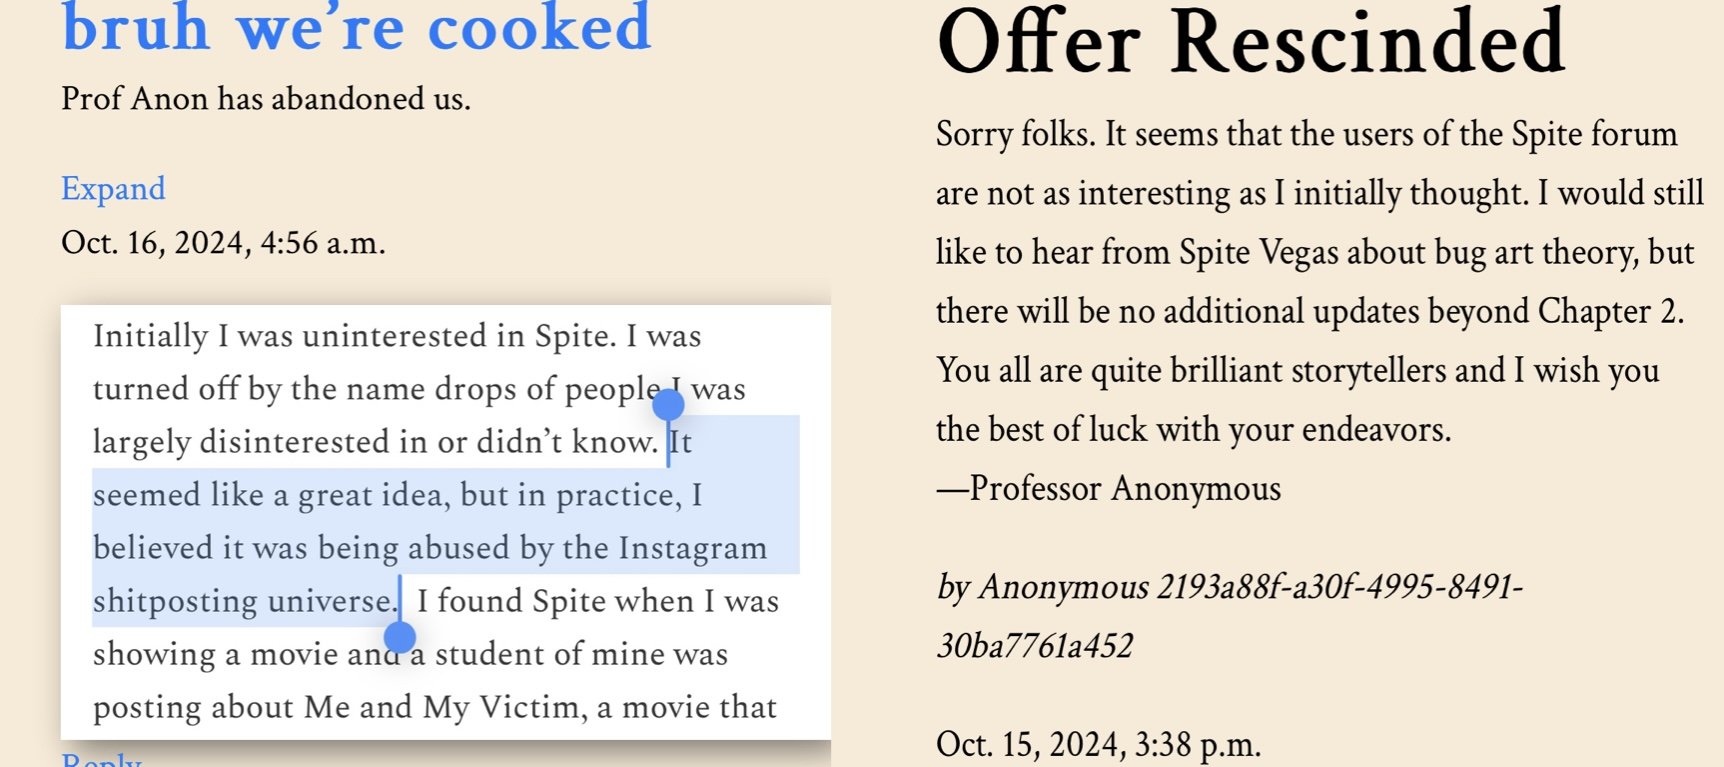 bruh we’re cooked
Prof Anon has abandoned us.
Expand
Oct. 16, 2024, 4:56 a.m.
Initially I was uninterested in Spite. I was
turned off by the name drops of people I was
largely disinterested in or didn’t know. It
seemed like a great idea, but in practice, I
believed it was being abused by the Instagram
shitposting universe. I found Spite when I was
showing a movie and a student of mine was
posting about Me and My Victim, a movie that
Reply
Offer Rescinded
Sorry folks. It seems that the users of the Spite forum
are not as interesting as I initially thought. I would still
like to hear from Spite Vegas about bug art theory, but
there will be no additional updates beyond Chapter 2.
You all are quite brilliant storytellers and I wish you
the best of luck with your endeavors.
—Professor Anonymous
by Anonymous 2193a88f-a30f-4995-8491-
30ba7761a452
Oct. 15, 2024, 3:38 p.m.